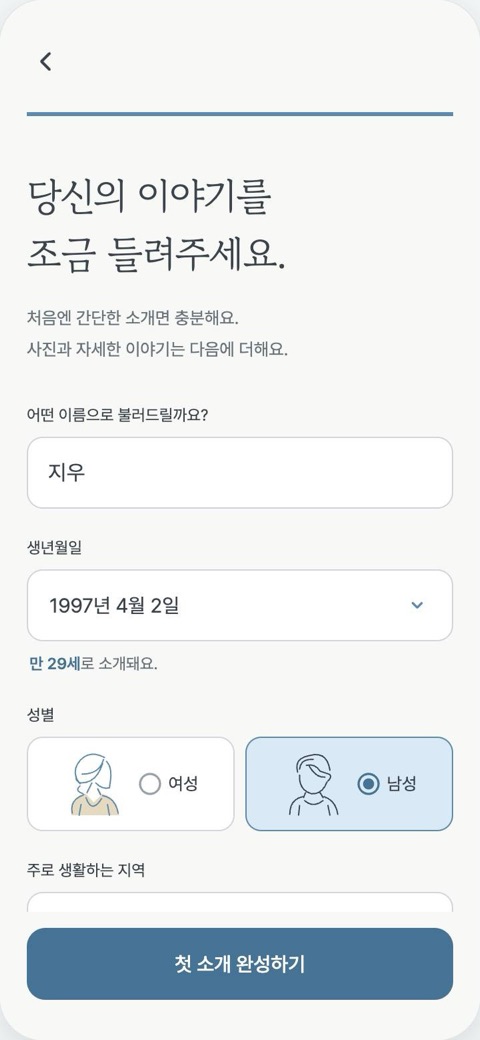 당신의 이야기를
조금 들려주세요.
처음엔 간단한 소개면 충분해요.
사진과 자세한 이야기는 다음에 더해요.
어떤 이름으로 불러드릴까요?
지우
생년월일
1997년 4월 2일
만 29세로 소개돼요.
성별
여성
남성
주로 생활하는 지역
첫 소개 완성하기